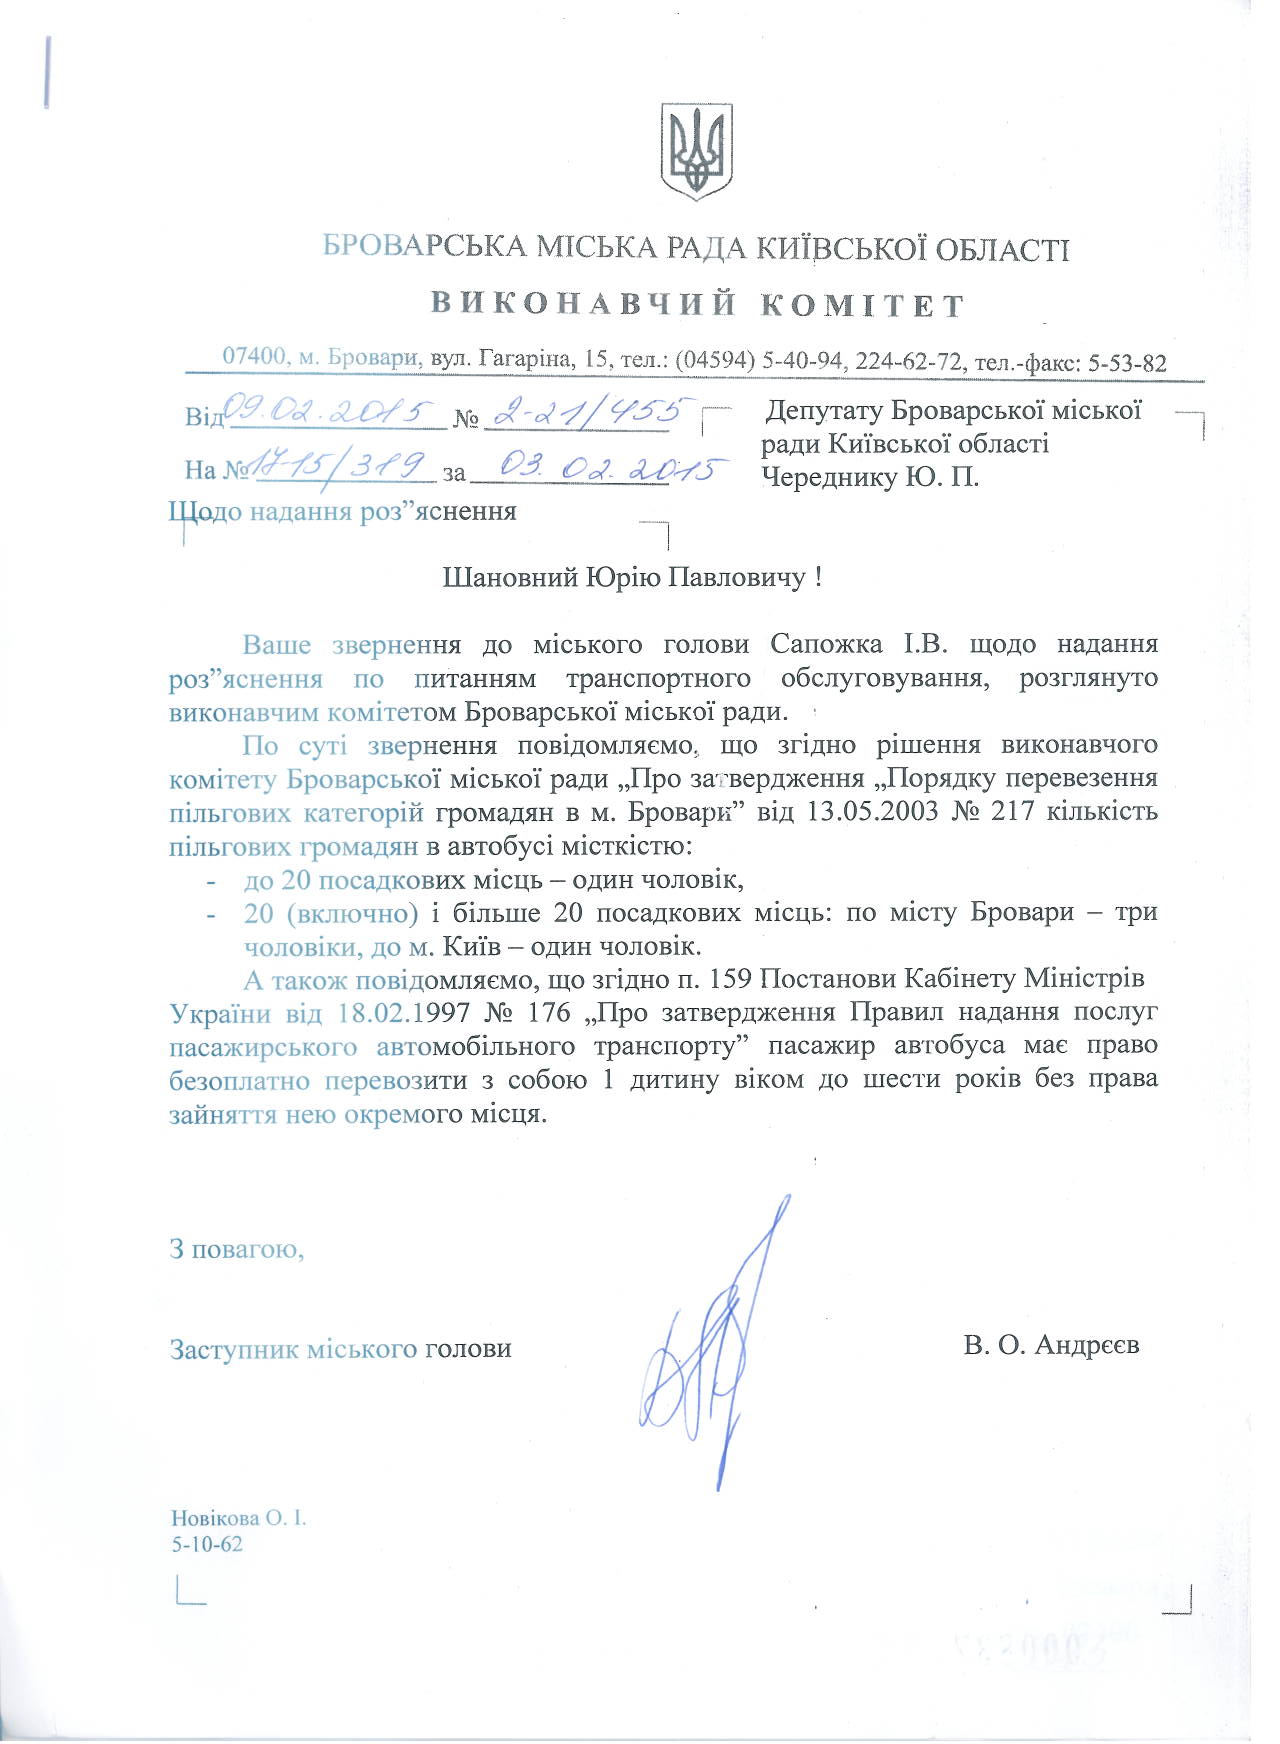 БРОВАРСЬКА МІСЬКА РАДА КИЇВСЬКОЇ ОБЛАСТІ
ВИКОНАВЧИЙ КОМІТЕТ
07400, м. Бровари, вул. Гагаріна, 15, тел.: (04594) 5-40-94, 224-62-72, тел.-факс: 5-53-82
Від 09.02.2015 № 2-21/455
На № 17-15/319 за 03.02.2015
Депутату Броварської міської
ради Київської області
Череднику Ю. П.
Щодо надання роз”яснення
Шановний Юрію Павловичу !
Ваше звернення до міського голови Сапожка І.В. щодо надання
роз”яснення по питанням транспортного обслуговування, розглянуто
виконавчим комітетом Броварської міської ради.
По суті звернення повідомляємо, що згідно рішення виконавчого
комітету Броварської міської ради „Про затвердження „Порядку перевезення
пільгових категорій громадян в м. Бровари” від 13.05.2003 № 217 кількість
пільгових громадян в автобусі місткістю:
- до 20 посадкових місць – один чоловік,
- 20 (включно) і більше 20 посадкових місць: по місту Бровари – три
чоловіки, до м. Київ – один чоловік.
А також повідомляємо, що згідно п. 159 Постанови Кабінету Міністрів
України від 18.02.1997 № 176 „Про затвердження Правил надання послуг
пасажирського автомобільного транспорту” пасажир автобуса має право
безоплатно перевозити з собою 1 дитину віком до шести років без права
зайняття нею окремого місця.
З повагою,
Заступник міського голови
В. О. Андрєєв
Новікова О. І.
5-10-62